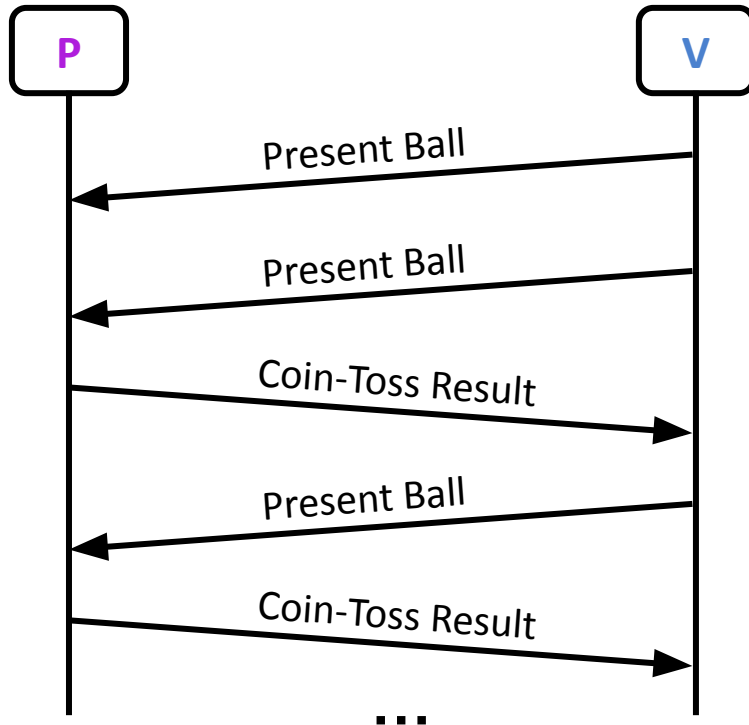 P
V
Present Ball
Present Ball
Coin-Toss Result
Present Ball
Coin-Toss Result
...